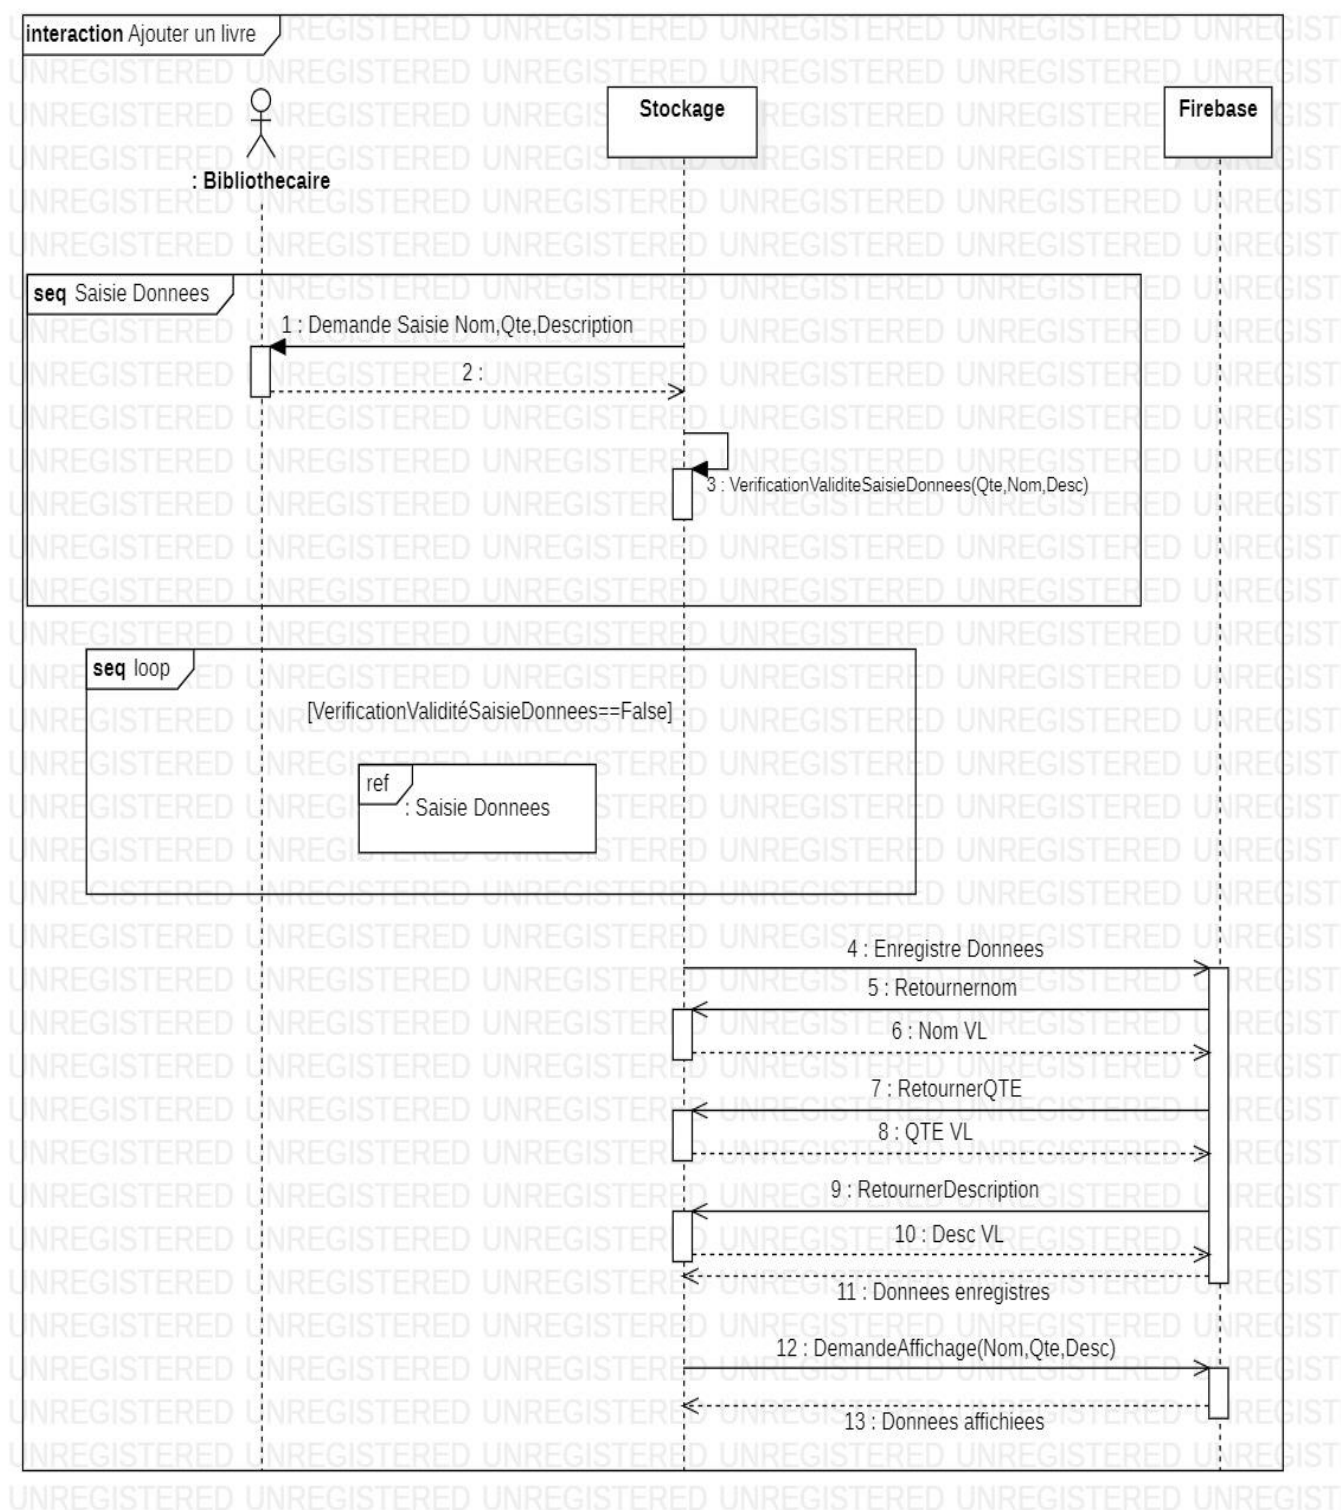 interaction Ajouter un livre
Stockage
Firebase
: Bibliothecaire
seq Saisie Donnees
1 : Demande Saisie Nom,Qte,Description
2 :
3 : VerificationValiditeSaisieDonnees(Qte,Nom,Desc)
seq loop
[VerificationValiditéSaisieDonnees==False]
ref
: Saisie Donnees
4 : Enregistre Donnees
5 : Retournernom
6 : Nom VL
7 : RetournerQTE
8 : QTE VL
9 : RetournerDescription
10 : Desc VL
11 : Donnees enregistres
12 : DemandeAffichage(Nom,Qte,Desc)
13 : Donnees affichiees
UNREGISTERED